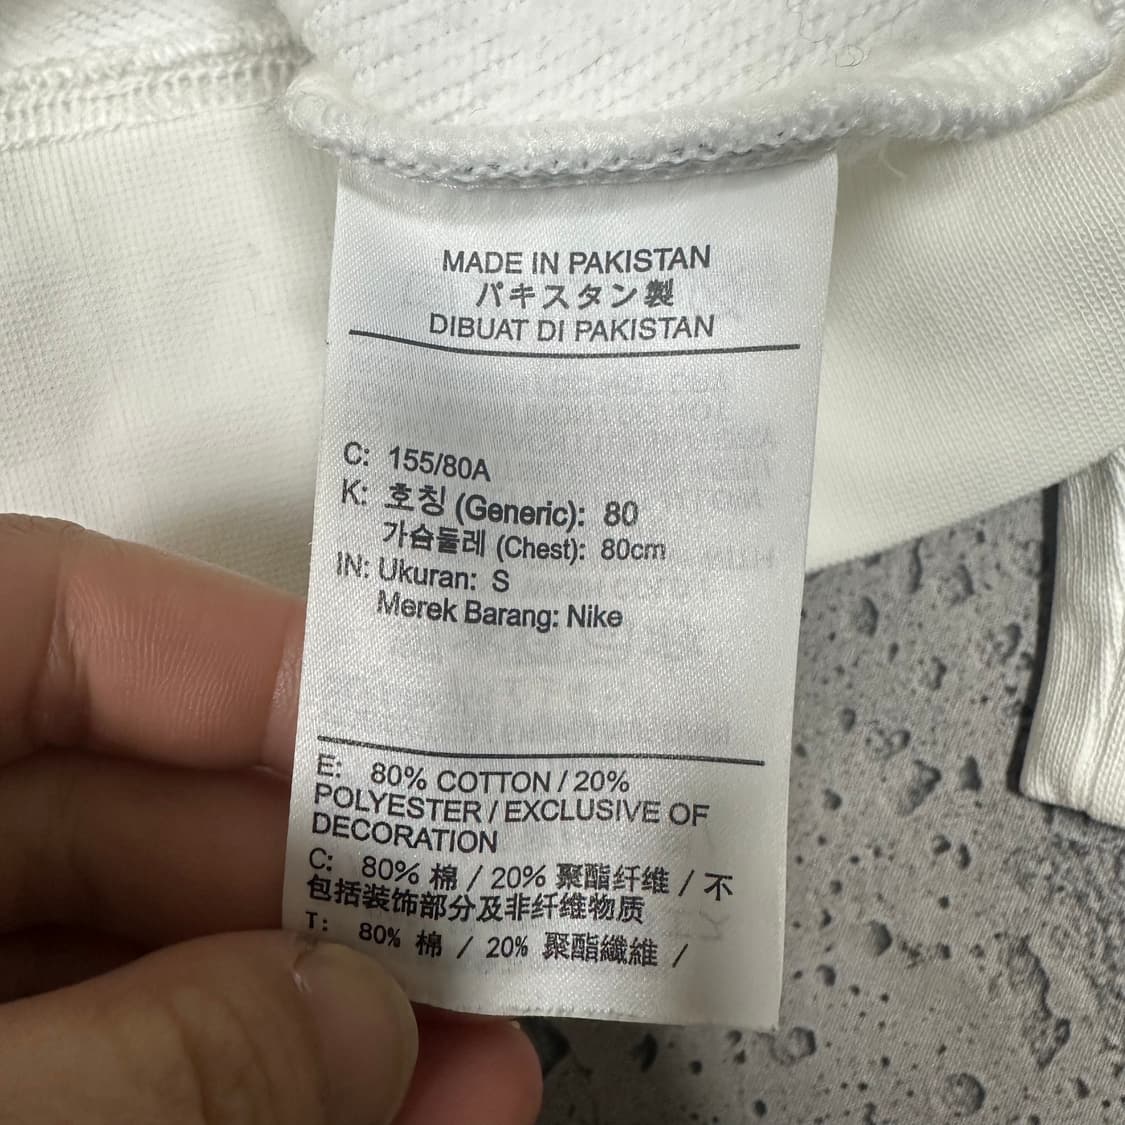 MADE IN PAKISTAN
パキスタン製
DIBUAT DI PAKISTAN
C: 155/80A
K: 호칭 (Generic): 80
가슴둘레 (Chest): 80cm
IN: Ukuran: S
Merek Barang: Nike
E: 80% COTTON / 20%
POLYESTER / EXCLUSIVE OF
DECORATION
C: 80% 棉 / 20% 聚酯纤维 / 不
包括装饰部分及非纤维物质
T: 80% 棉 / 20% 聚酯纖維 /